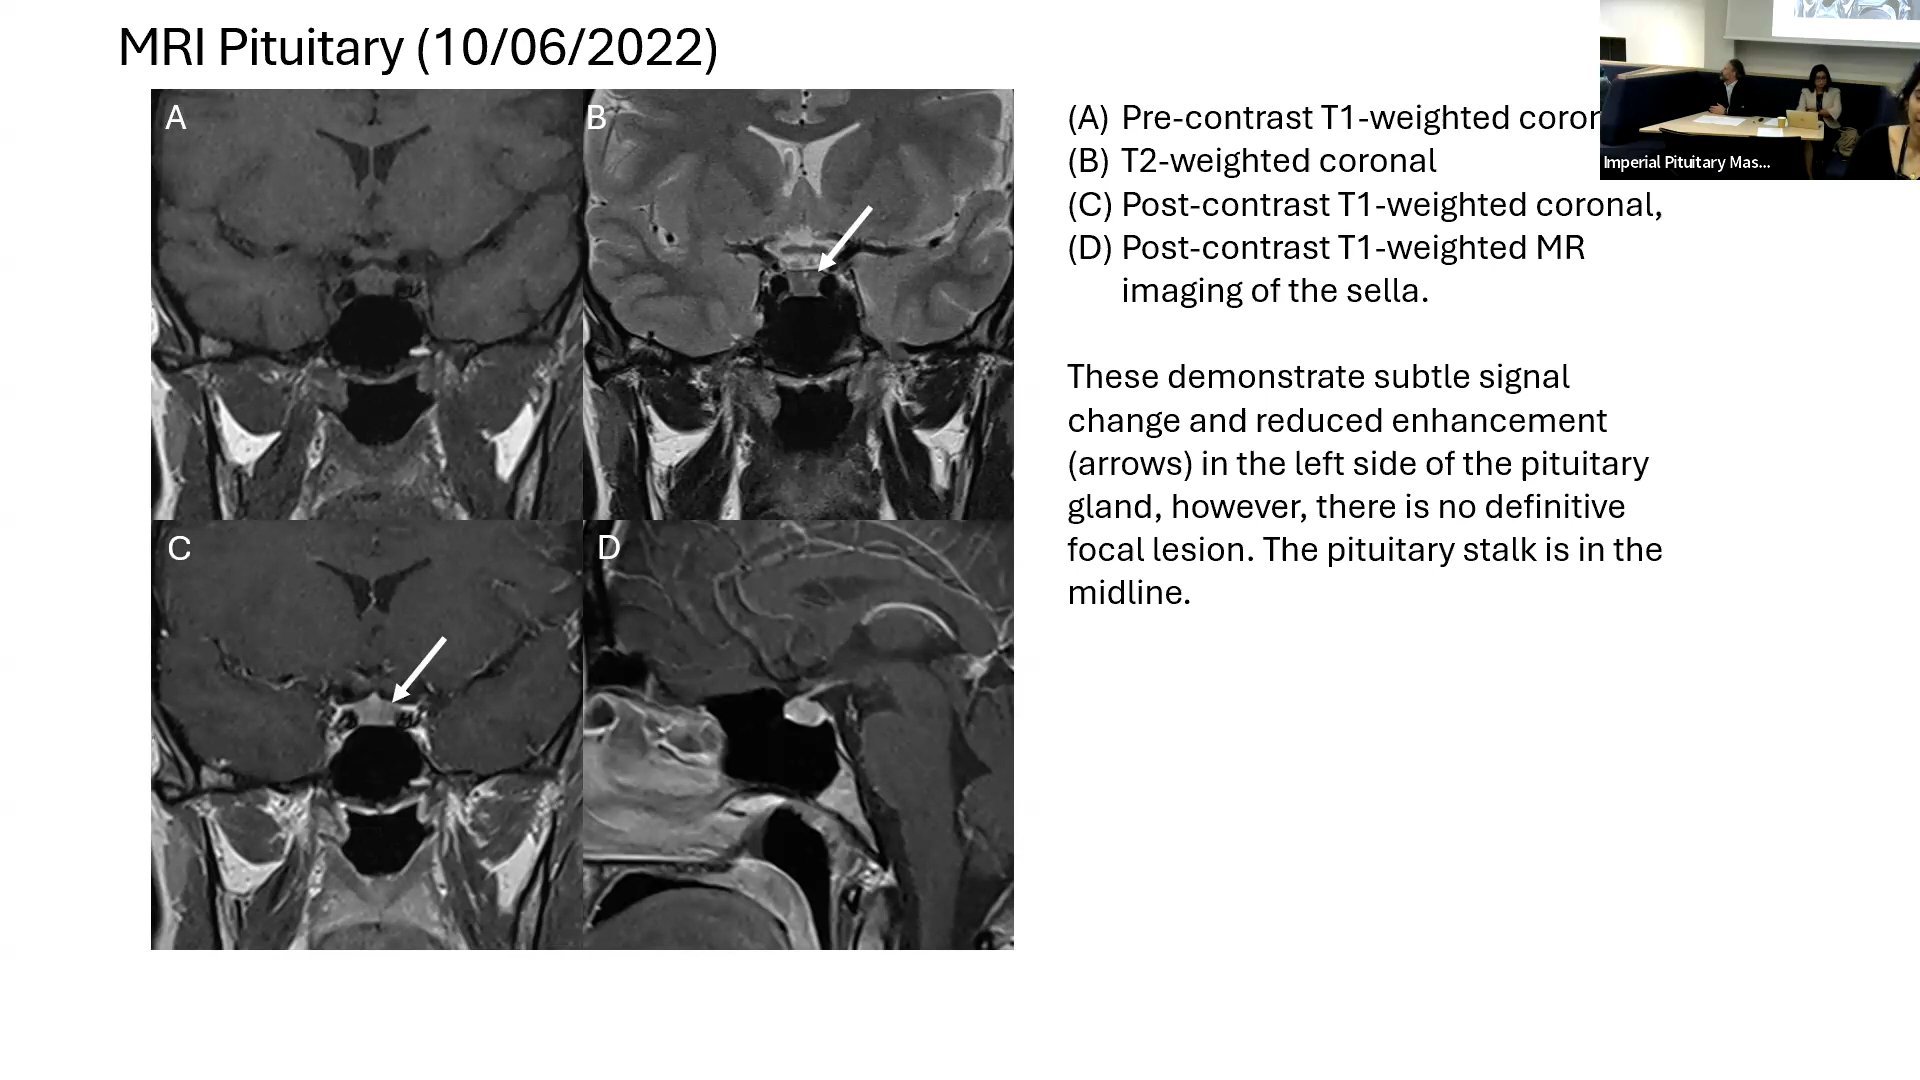 MRI Pituitary (10/06/2022)
A
B
C
D
(A) Pre-contrast T1-weighted
(B) T2-weighted coronal
(C) Post-contrast T1-weighted coronal,
(D) Post-contrast T1-weighted MR
imaging of the sella.
These demonstrate subtle signal
change and reduced enhancement
(arrows) in the left side of the pituitary
gland, however, there is no definitive
focal lesion. The pituitary stalk is in the
midline.
Imperial Pituitary Mas...